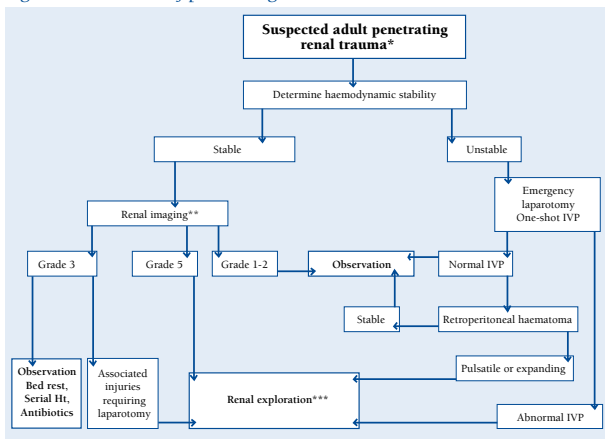 Suspected adult penetrating
renal trauma*
Determine haemodynamic stability
Stable
Unstable
Emergency
laparotomy
One-shot IVP
Renal imaging**
Grade 3
Grade 5
Grade 1-2
Observation
Normal IVP
Stable
Retroperitoneal haematoma
Observation
Bed rest,
Serial Ht,
Antibiotics
Associated
injuries
requiring
laparotomy
Renal exploration***
Pulsatile or expanding
Abnormal IVP